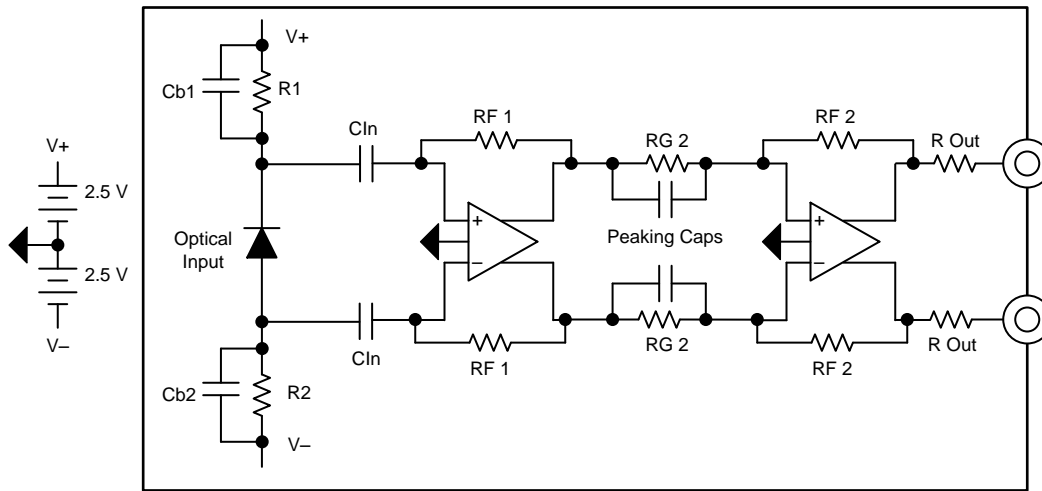 V+
Cb1
R1
CIn
RF 1
RG 2
RF 2
R Out
V+
2.5 V
2.5 V
V–
Optical
Input
+
–
Peaking Caps
+
–
CIn
RF 1
RG 2
RF 2
R Out
Cb2
R2
V–